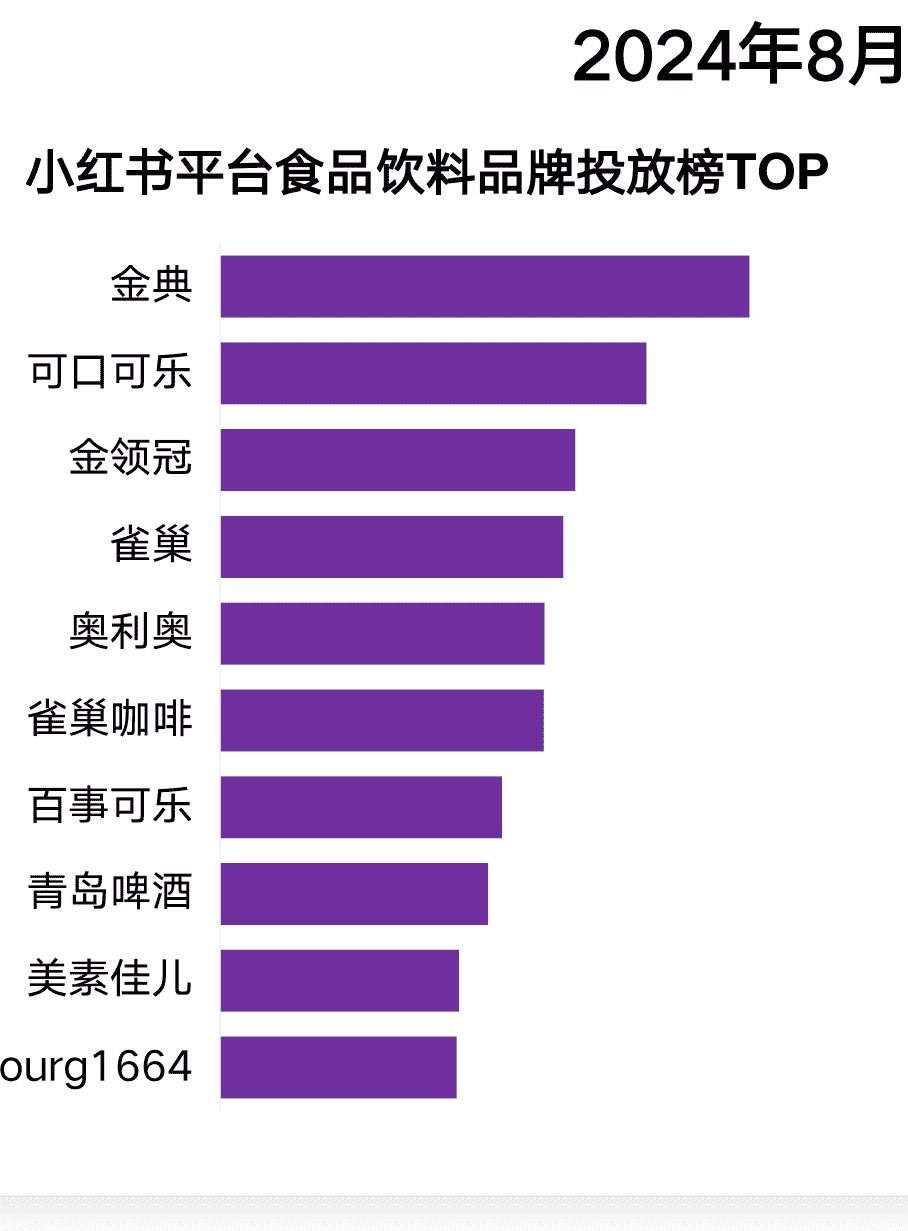 2024年8月
小红书平台食品饮料品牌投放榜TOP
金典
可口可乐
金领冠
雀巢
奥利奥
雀巢咖啡
百事可乐
青岛啤酒
美素佳儿
ourg1664